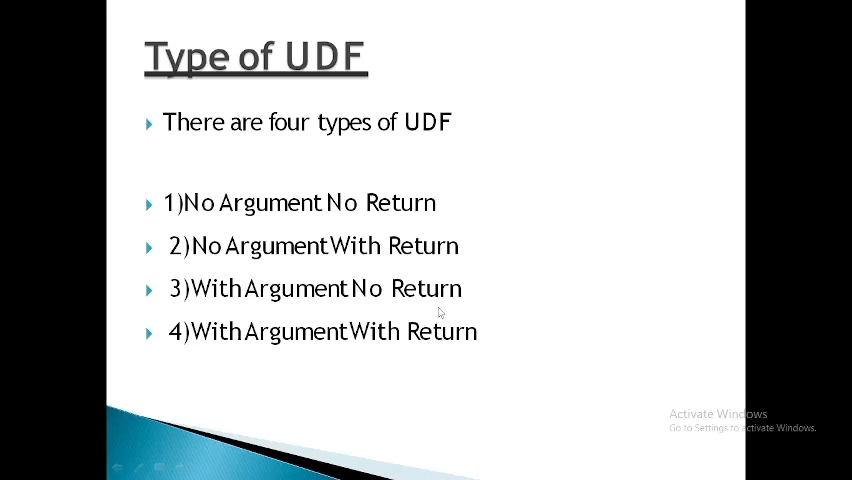 Type of UDF
There are four types of UDF
1)No Argument No Return
2)No Argument With Return
3)With Argument No Return
4)With Argument With Return
Activate Windows
Go to Settings to activate Windows.